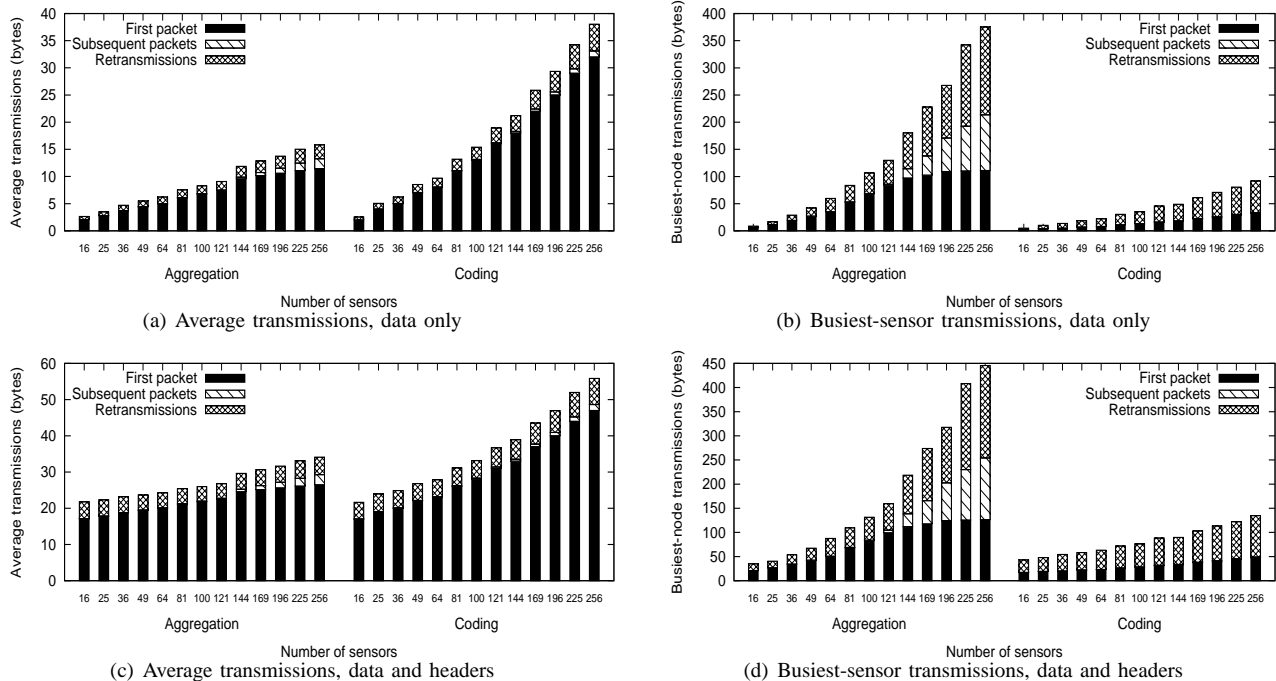 Average transmissions (bytes)
40
35
30
25
20
15
10
5
0
First packet
Subsequent packets
Retransmissions
16 25 36 49 64 81 100 121 144 169 196 225 256 16 25 36 49 64 81 100 121 144 169 196 225 256
Aggregation Coding
Number of sensors
(a) Average transmissions, data only
Busiest-node transmissions (bytes)
400
350
300
250
200
150
100
50
0
First packet
Subsequent packets
Retransmissions
16 25 36 49 64 81 100 121 144 169 196 225 256 16 25 36 49 64 81 100 121 144 169 196 225 256
Aggregation Coding
Number of sensors
(b) Busiest-sensor transmissions, data only
Average transmissions (bytes)
60
50
40
30
20
10
0
First packet
Subsequent packets
Retransmissions
16 25 36 49 64 81 100 121 144 169 196 225 256 16 25 36 49 64 81 100 121 144 169 196 225 256
Aggregation Coding
Number of sensors
(c) Average transmissions, data and headers
Busiest-node transmissions (bytes)
450
400
350
300
250
200
150
100
50
0
First packet
Subsequent packets
Retransmissions
16 25 36 49 64 81 100 121 144 169 196 225 256 16 25 36 49 64 81 100 121 144 169 196 225 256
Aggregation Coding
Number of sensors
(d) Busiest-sensor transmissions, data and headers